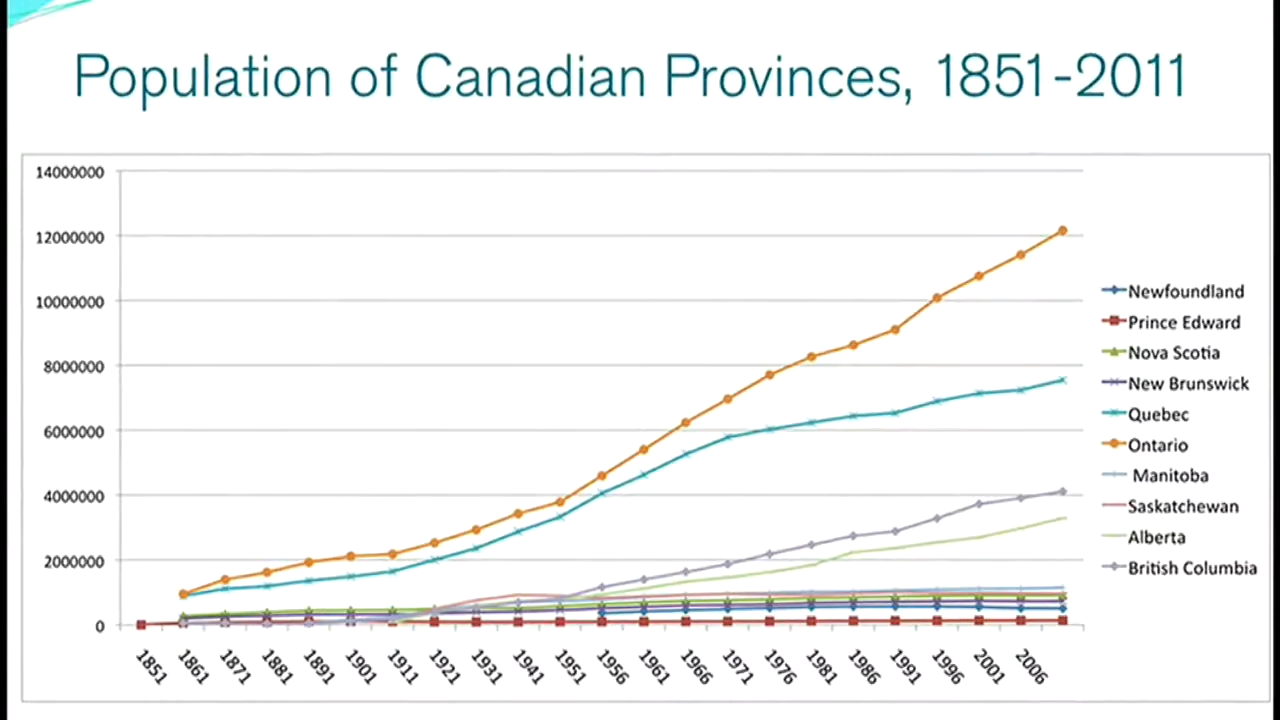 Population of Canadian Provinces, 1851-2011
14000000
12000000
10000000
8000000
6000000
4000000
2000000
0
1851
1861
1871
1881
1891
1901
1911
1921
1931
1941
1951
1956
1961
1966
1971
1976
1981
1986
1991
1996
2001
2006
Newfoundland
Prince Edward
Nova Scotia
New Brunswick
Quebec
Ontario
Manitoba
Saskatchewan
Alberta
British Columbia